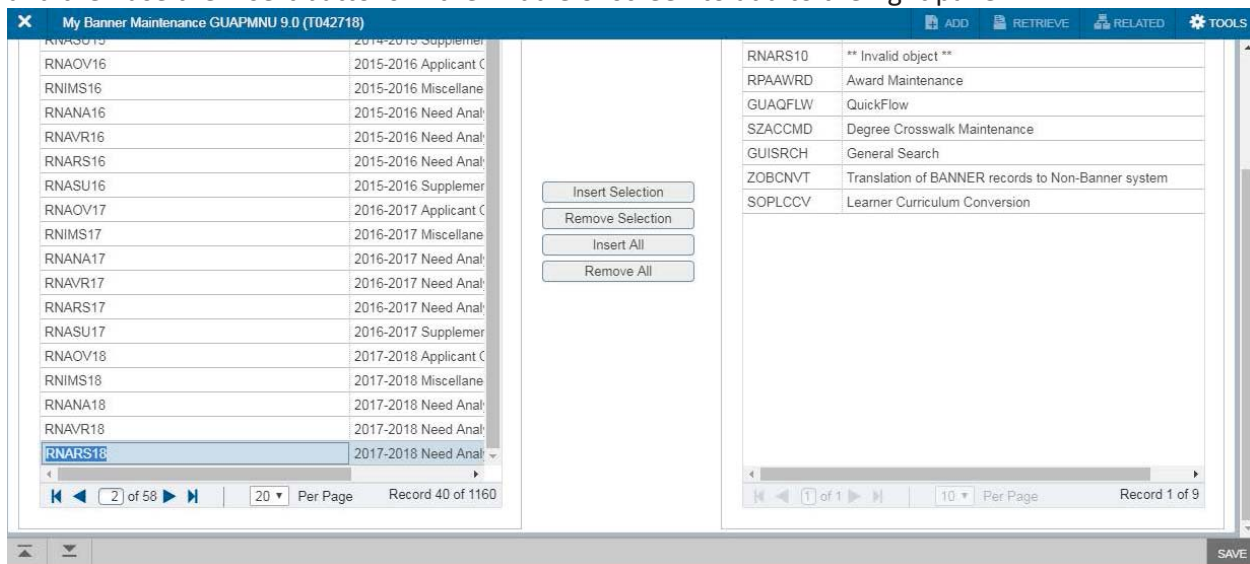 My Banner Maintenance GUAPMNU 9.0 (T042718) ADD RETRIEVE RELATED TOOLS
RNAOV16 2015-2016 Applicant
RNIMS16 2015-2016 Miscellane
RNANA16 2015-2016 Need Anal
RNAVR16 2015-2016 Need Anal
RNARS16 2015-2016 Need Anal
RNASU16 2015-2016 Supplemer
RNAOV17 2016-2017 Applicant
RNIMS17 2016-2017 Miscellane
RNANA17 2016-2017 Need Anal
RNAVR17 2016-2017 Need Anal
RNARS17 2016-2017 Need Anal
RNASU17 2016-2017 Supplemer
RNAOV18 2017-2018 Applicant
RNIMS18 2017-2018 Miscellane
RNANA18 2017-2018 Need Anal
RNAVR18 2017-2018 Need Anal
RNARS18 2017-2018 Need Anal
2 of 58 20 Per Page Record 40 of 1160
Insert Selection
Remove Selection
Insert All
Remove All
RNARS10 ** Invalid object **
RPAAWRD Award Maintenance
GUAQFLW QuickFlow
SZACCMD Degree Crosswalk Maintenance
GUISRCH General Search
ZOBCNVT Translation of BANNER records to Non-Banner system
SOPLCCV Learner Curriculum Conversion
1 of 1 10 Per Page Record 1 of 9
SAVE